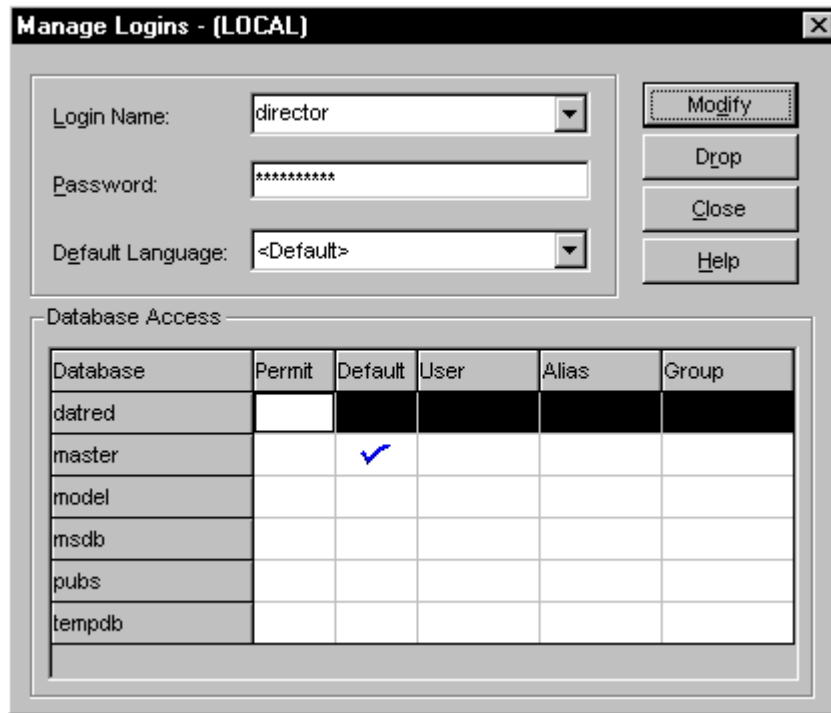 Manage Logins - (LOCAL)
Login Name: director
Modify
Drop
Password: **********
Close
Default Language: <Default>
Help
Database Access
Database Permit Default User Alias Group
datred
master
model
msdb
pubs
tempdb